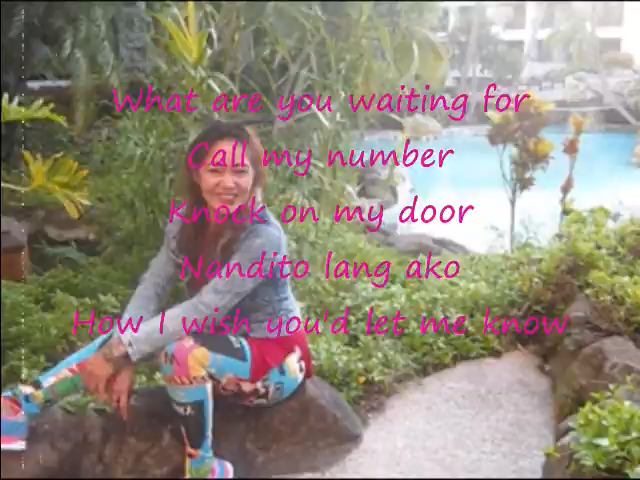 What are you waiting for
Call my number
Knock on my door
Nandito lang ako
How I wish you'd let me know